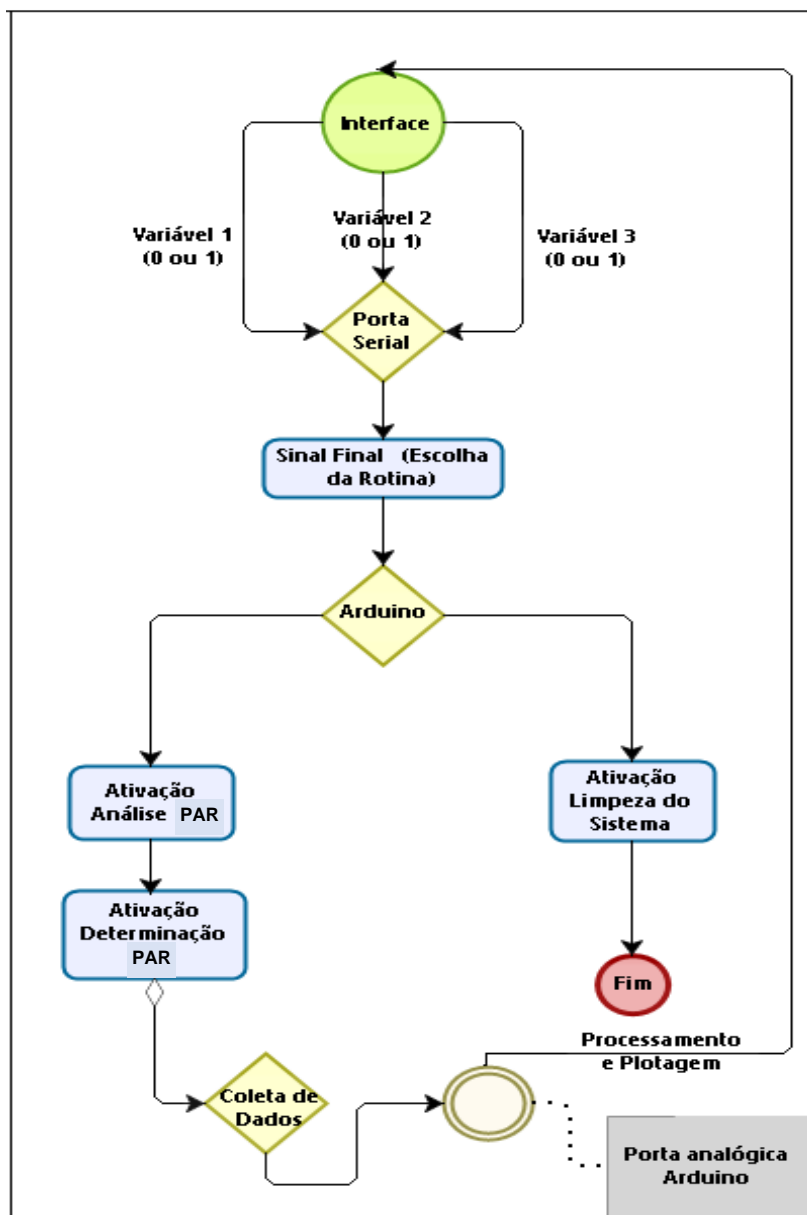 Interface
Variável 1
(0 ou 1)
Variável 2
(0 ou 1)
Variável 3
(0 ou 1)
Porta
Serial
Sinal Final (Escolha
da Rotina)
Arduino
Ativação
Análise PAR
Ativação
Limpeza do
Sistema
Ativação
Determinação
PAR
Fim
Processamento
e Plotagem
Coleta de
Dados
Porta analógica
Arduino